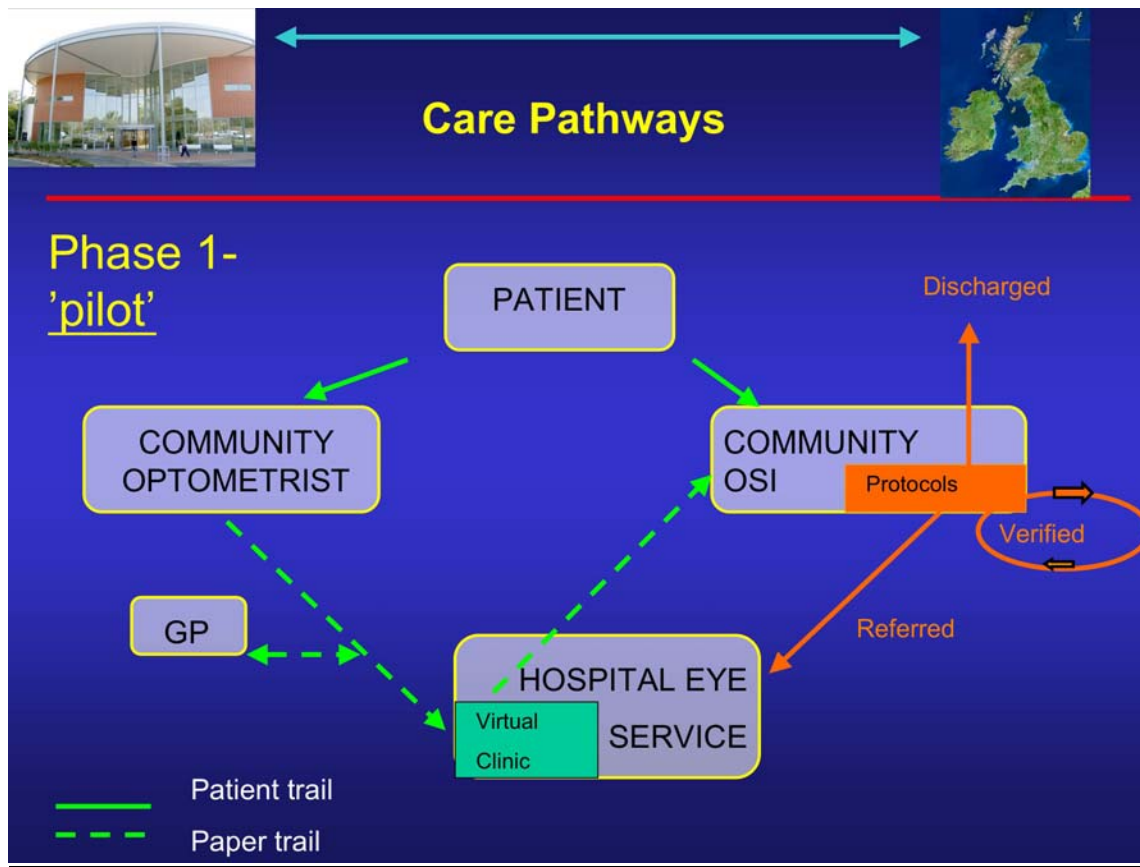 Care Pathways
Phase 1-
’pilot’
PATIENT
Discharged
COMMUNITY
OPTOMETRIST
COMMUNITY
OSI
Protocols
Verified
GP
Referred
HOSPITAL EYE
SERVICE
Virtual
Clinic
Patient trail
Paper trail